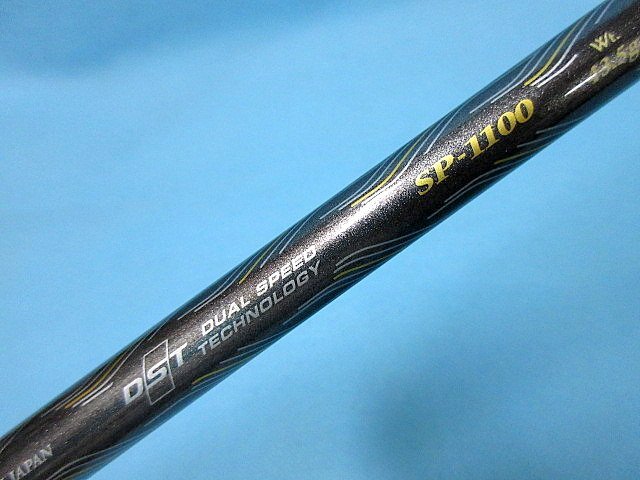 JAPAN
DST
DUAL SPEED
TECHNOLOGY
SP-1100
Wt.